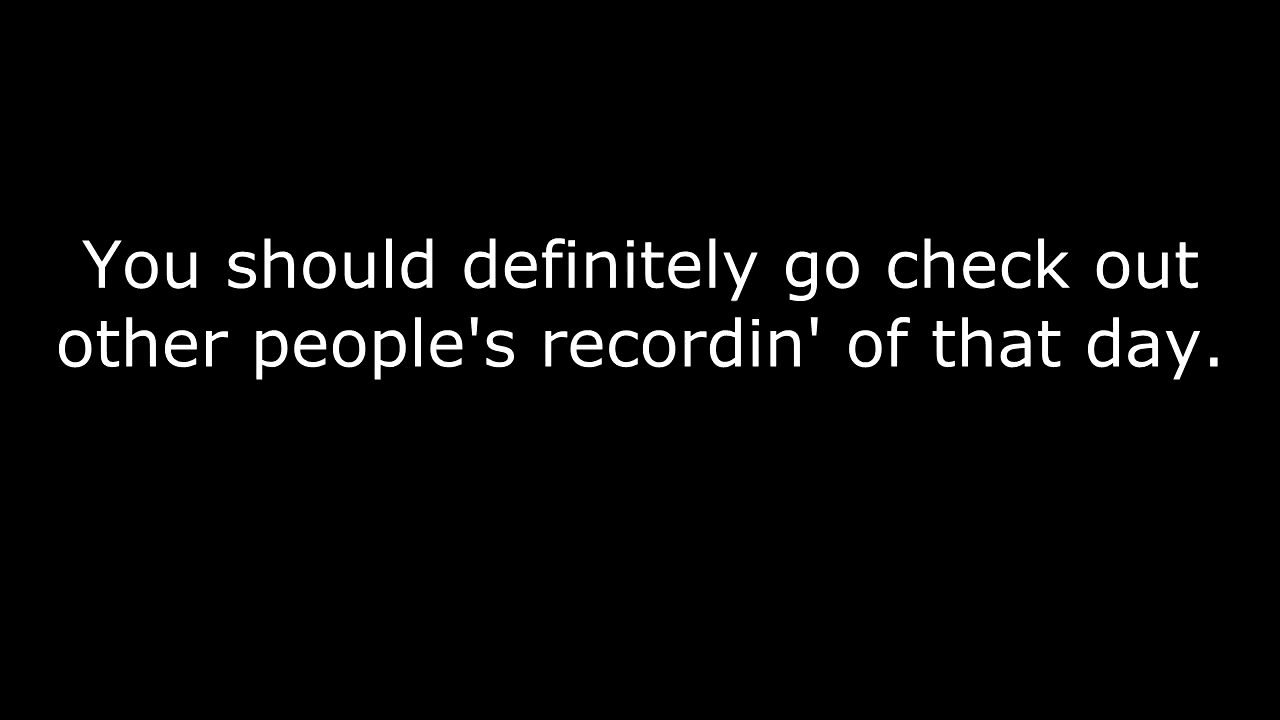 You should definitely go check out
other people's recordin' of that day.